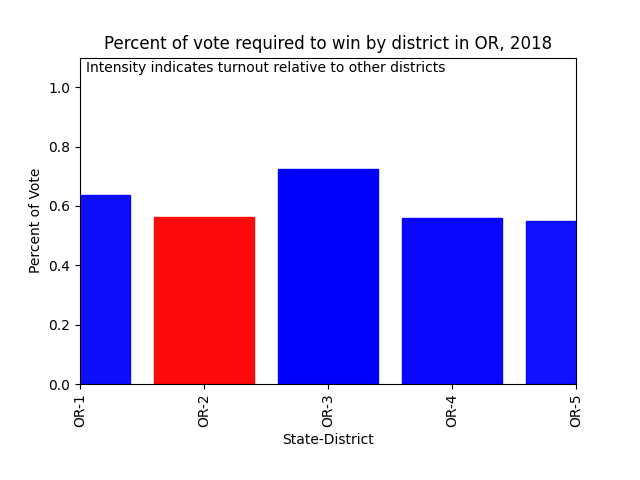 Percent of vote required to win by district in OR, 2018
Intensity indicates turnout relative to other districts
1.0
0.8
0.6
0.4
0.2
0.0
Percent of Vote
OR-1
OR-2
OR-3
OR-4
OR-5
State-District